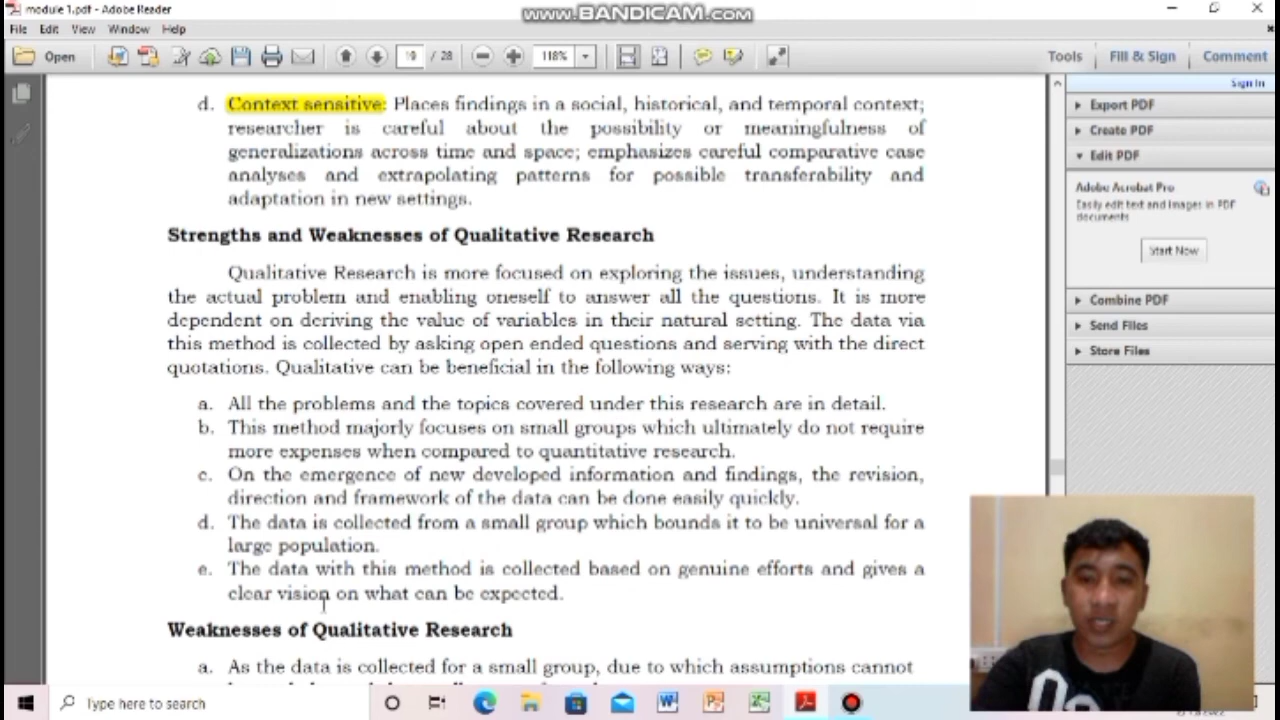 module 1.pdf - Adobe Reader
www.BANDICAM.com
File Edit View Window Help
Open
/ 28
118%
Tools
Fill & Sign
Comment
Sign In
d. Context sensitive: Places findings in a social, historical, and temporal context;
researcher is careful about the possibility or meaningfulness of
generalizations across time and space; emphasizes careful comparative case
analyses and extrapolating patterns for possible transferability and
adaptation in new settings.
Strengths and Weaknesses of Qualitative Research
Qualitative Research is more focused on exploring the issues, understanding
the actual problem and enabling oneself to answer all the questions. It is more
dependent on deriving the value of variables in their natural setting. The data via
this method is collected by asking open ended questions and serving with the direct
quotations. Qualitative can be beneficial in the following ways:
a. All the problems and the topics covered under this research are in detail.
b. This method majorly focuses on small groups which ultimately do not require
more expenses when compared to quantitative research.
c. On the emergence of new developed information and findings, the revision,
direction and framework of the data can be done easily quickly.
d. The data is collected from a small group which bounds it to be universal for a
large population.
e. The data with this method is collected based on genuine efforts and gives a
clear vision on what can be expected.
Weaknesses of Qualitative Research
a. As the data is collected for a small group, due to which assumptions cannot
Export PDF
Create PDF
Edit PDF
Adobe Acrobat Pro
Easily edit text and images in PDF
documents
Start Now
Combine PDF
Send Files
Store Files
Type here to search